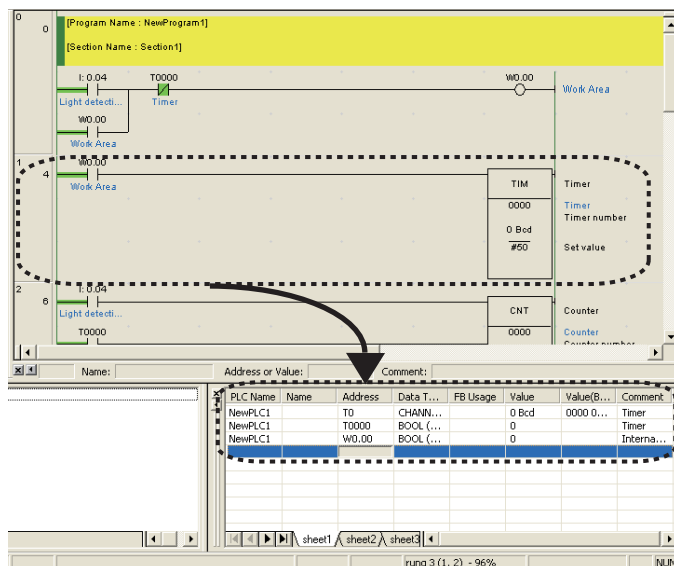 0
0
[Program Name : NewProgram1]
[Section Name : Section1]
I: 0.04 T0000 W0.00
Work Area
Light detecti... Timer
W0.00
Work Area
1
4
W0.00
Work Area
TIM Timer
0000 Timer
Timer number
0 Bcd
#50 Set value
2
6
I: 0.04
Light detecti...
CNT Counter
T0000 0000 Counter
Counter number
Name: Address or Value: Comment:
PLC Name Name Address Data T... FB Usage Value Value(B... Comment
NewPLC1 T0 CHANN... 0 Bcd 0000 0... Timer
NewPLC1 T0000 BOOL (... 0 Timer
NewPLC1 W0.00 BOOL (... 0 Interna...
sheet1 sheet2 sheet3
rung 3 (1, 2) - 96% NUM